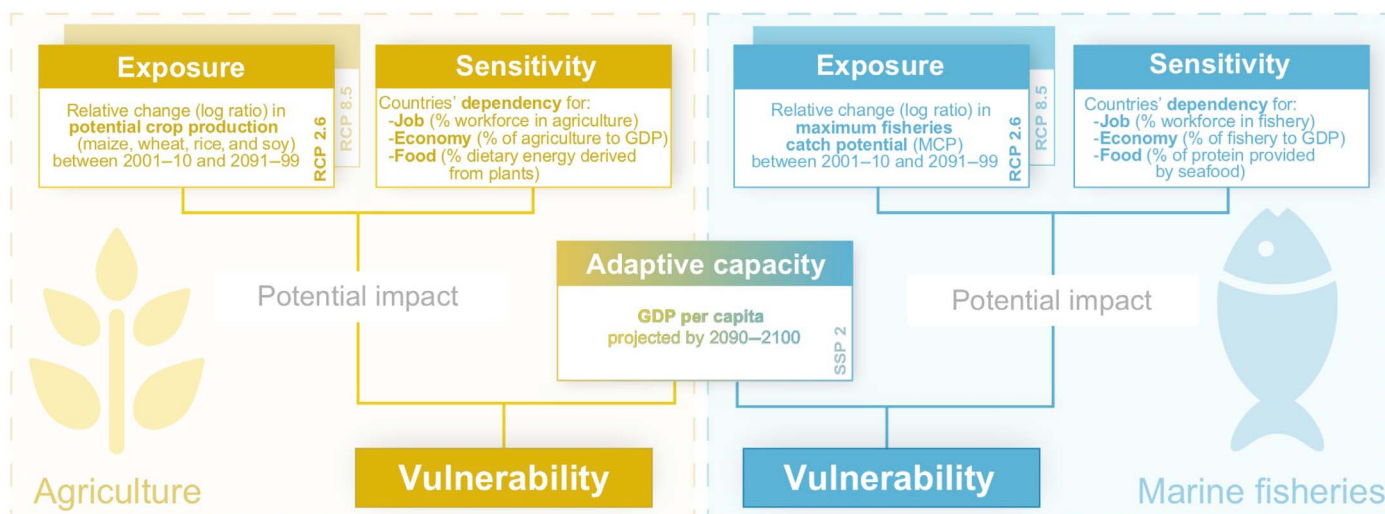 Exposure
Relative change (log ratio) in
potential crop production
(maize, wheat, rice, and soy)
between 2001–10 and 2091–99
RCP 2.6
RCP 8.5
Sensitivity
Countries' dependency for:
-Job (% workforce in agriculture)
-Economy (% of agriculture to GDP)
-Food (% dietary energy derived
from plants)
Potential impact
Agriculture
Vulnerability
Adaptive capacity
GDP per capita
projected by 2090–2100
SSP 2
Exposure
Relative change (log ratio) in
maximum fisheries
catch potential (MCP)
between 2001–10 and 2091–99
RCP 2.6
RCP 8.5
Sensitivity
Countries' dependency for:
-Job (% workforce in fishery)
-Economy (% of fishery to GDP)
-Food (% of protein provided
by seafood)
Potential impact
Vulnerability
Marine fisheries